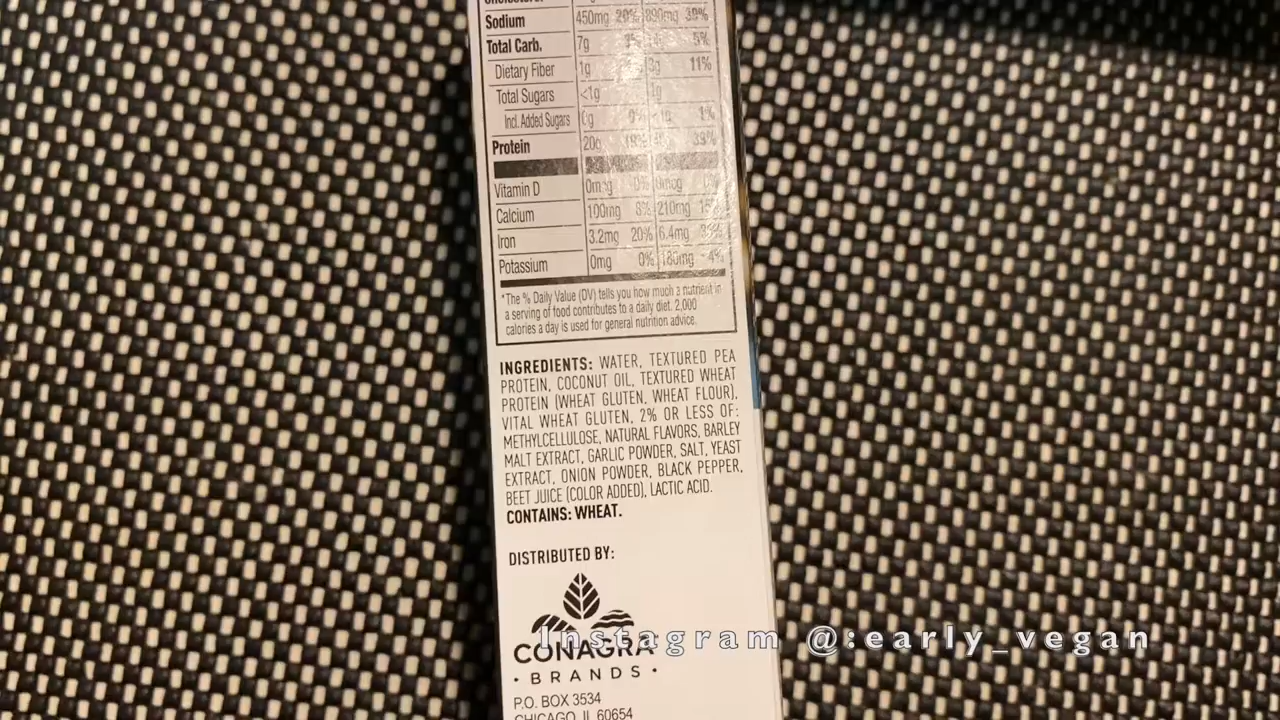 Sodium 450mg 20% 890mg 39%
Total Carb. 7g 3% 5%
Dietary Fiber 1g 3g 11%
Total Sugars <1g 1g
Incl. Added Sugars 0g 0% 1%
Protein 20g 19% 39%
Vitamin D 0mcg 0% 0mcg 0%
Calcium 100mg 8% 210mg 15%
Iron 3.2mg 20% 6.4mg 35%
Potassium 0mg 0% 180mg 4%
*The % Daily Value (DV) tells you how much a nutrient in
a serving of food contributes to a daily diet. 2,000
calories a day is used for general nutrition advice.
INGREDIENTS: WATER, TEXTURED PEA
PROTEIN, COCONUT OIL, TEXTURED WHEAT
PROTEIN (WHEAT GLUTEN, WHEAT FLOUR),
VITAL WHEAT GLUTEN, 2% OR LESS OF:
METHYLCELLULOSE, NATURAL FLAVORS, BARLEY
MALT EXTRACT, GARLIC POWDER, SALT, YEAST
EXTRACT, ONION POWDER, BLACK PEPPER,
BEET JUICE (COLOR ADDED), LACTIC ACID.
CONTAINS: WHEAT.
DISTRIBUTED BY:
CONAGRA
• BRANDS •
Instagram @:early_vegan
P.O. BOX 3534
CHICAGO, IL 60654